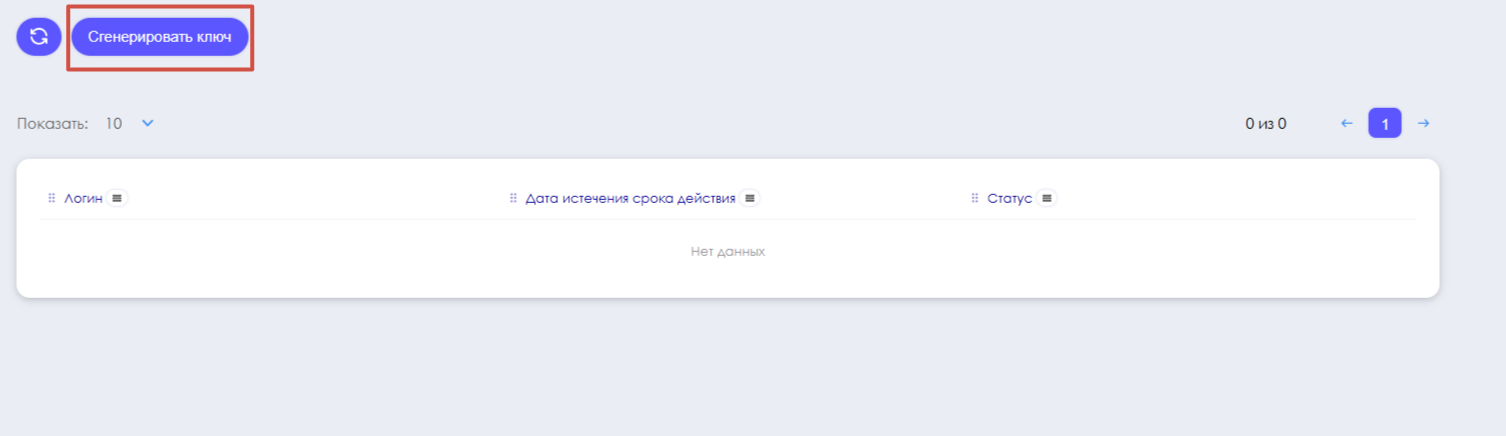 Сгенерировать ключ
Показать: 10
0 из 0 ← 1 →
Логин Дата истечения срока действия Статус
Нет данных